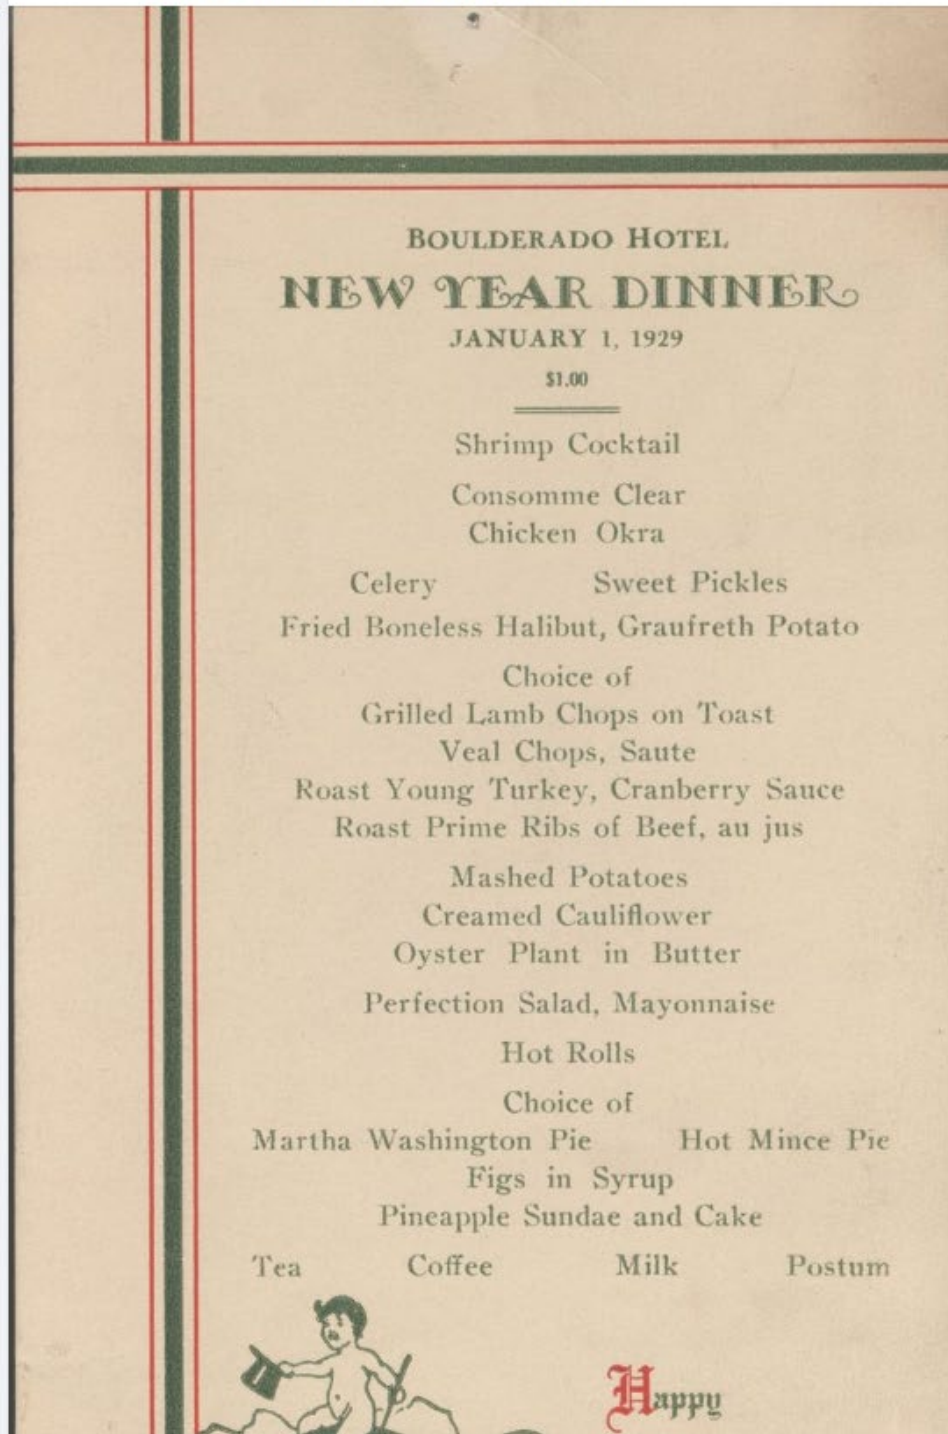 BOULDERADO HOTEL
NEW YEAR DINNER
JANUARY 1, 1929
$1.00
Shrimp Cocktail
Consomme Clear
Chicken Okra
Celery Sweet Pickles
Fried Boneless Halibut, Graufreth Potato
Choice of
Grilled Lamb Chops on Toast
Veal Chops, Saute
Roast Young Turkey, Cranberry Sauce
Roast Prime Ribs of Beef, au jus
Mashed Potatoes
Creamed Cauliflower
Oyster Plant in Butter
Perfection Salad, Mayonnaise
Hot Rolls
Choice of
Martha Washington Pie Hot Mince Pie
Figs in Syrup
Pineapple Sundae and Cake
Tea Coffee Milk Postum
Happy